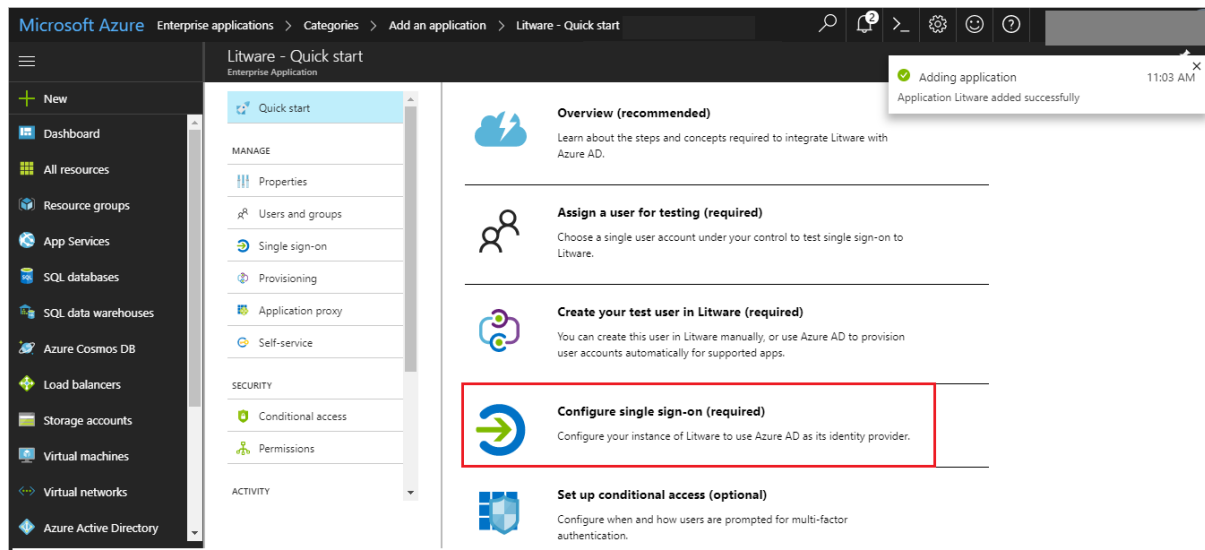 Microsoft Azure Enterprise applications > Categories > Add an application > Litware - Quick start
2
Litware - Quick start
Enterprise Application
Adding application 11:03 AM
Application Litware added successfully
New
Dashboard
All resources
Resource groups
App Services
SQL databases
SQL data warehouses
Azure Cosmos DB
Load balancers
Storage accounts
Virtual machines
Virtual networks
Azure Active Directory
Quick start
MANAGE
Properties
Users and groups
Single sign-on
Provisioning
Application proxy
Self-service
SECURITY
Conditional access
Permissions
ACTIVITY
Overview (recommended)
Learn about the steps and concepts required to integrate Litware with
Azure AD.
Assign a user for testing (required)
Choose a single user account under your control to test single sign-on to
Litware.
Create your test user in Litware (required)
You can create this user in Litware manually, or use Azure AD to provision
user accounts automatically for supported apps.
Configure single sign-on (required)
Configure your instance of Litware to use Azure AD as its identity provider.
Set up conditional access (optional)
Configure when and how users are prompted for multi-factor
authentication.